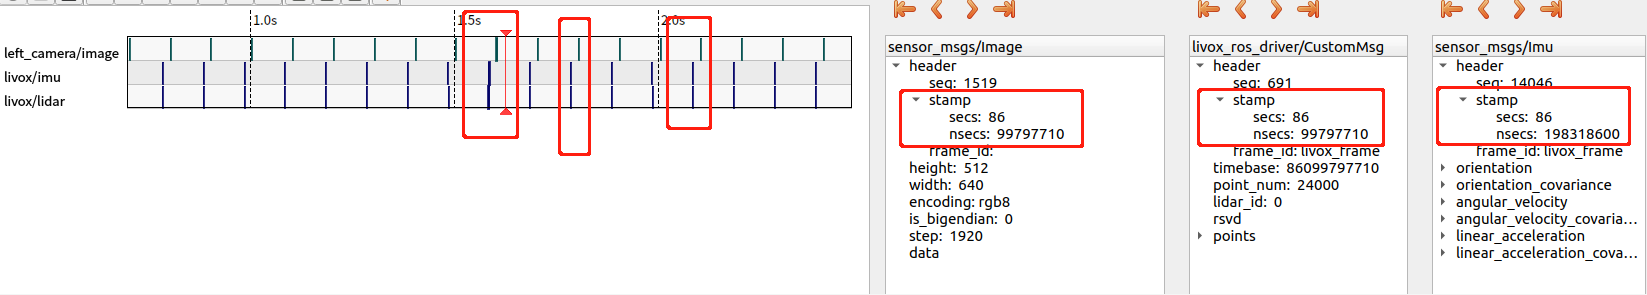 1.0s
1.5s
2.0s
left_camera/image
livox/imu
livox/lidar
sensor_msgs/Image
header
seq: 1519
stamp
secs: 86
nsecs: 99797710
frame_id:
height: 512
width: 640
encoding: rgb8
is_bigendian: 0
step: 1920
data
livox_ros_driver/CustomMsg
header
seq: 691
stamp
secs: 86
nsecs: 99797710
frame_id: livox_frame
timebase: 86099797710
point_num: 24000
lidar_id: 0
rsvd
points
sensor_msgs/Imu
header
seq: 14046
stamp
secs: 86
nsecs: 198318600
frame_id: livox_frame
orientation
orientation_covariance
angular_velocity
angular_velocity_covaria...
linear_acceleration
linear_acceleration_cova...